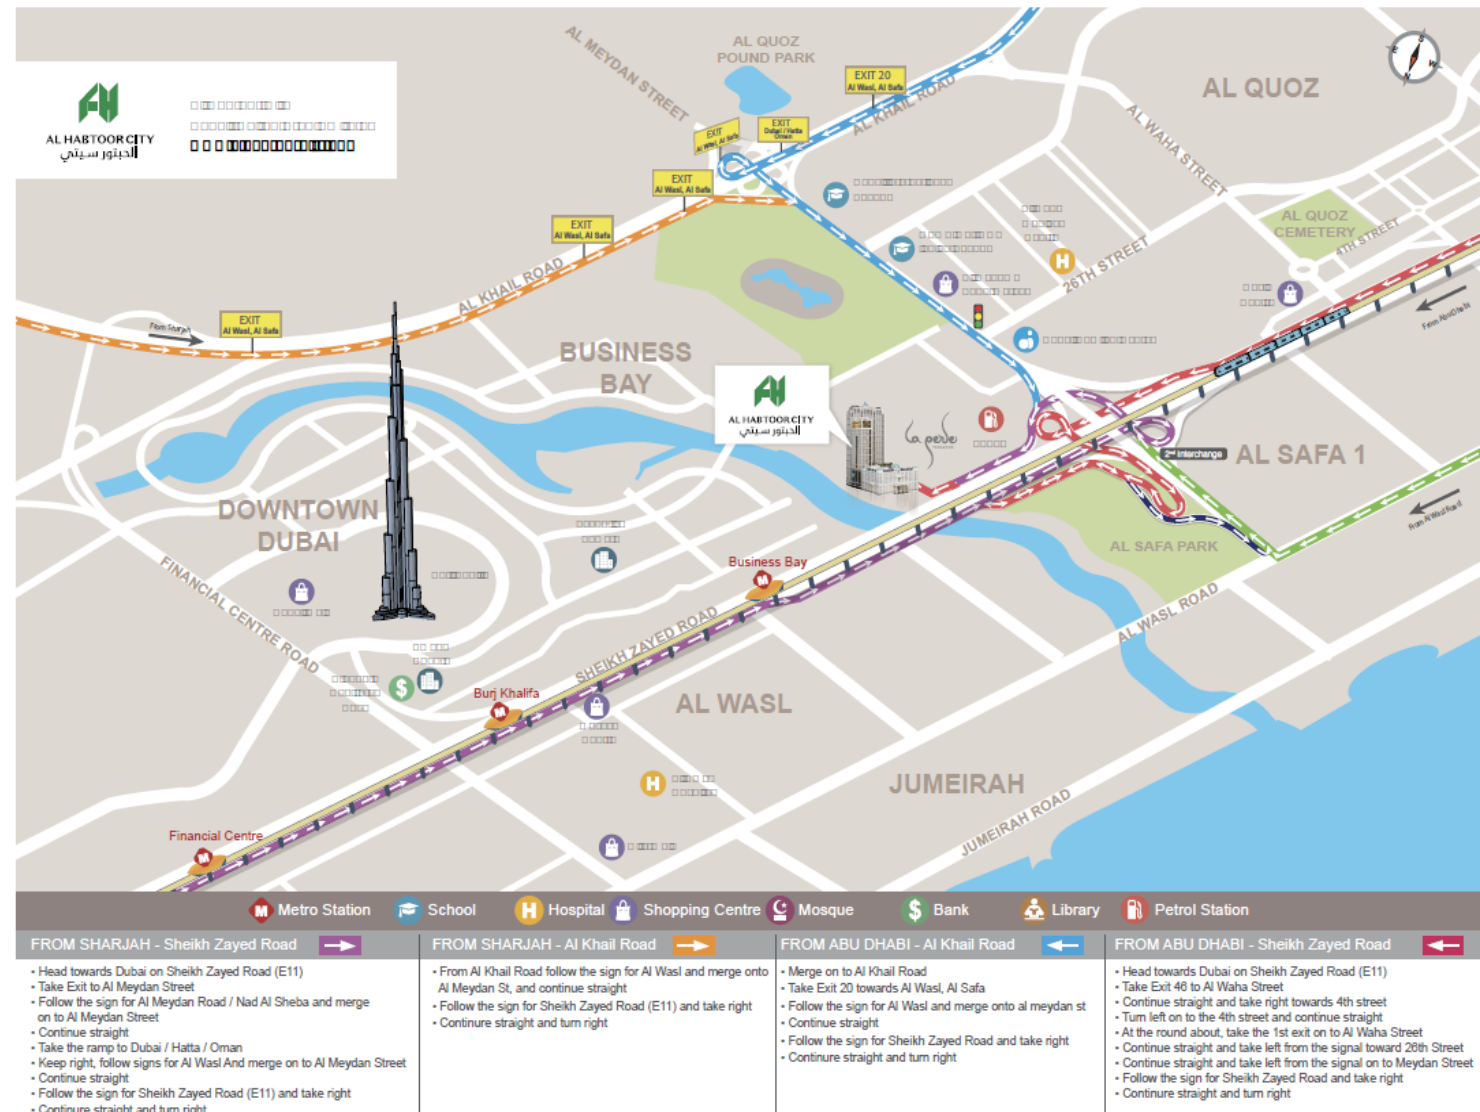 AL HABTOOR CITY
الحبتور سيتي
AL MEYDAN STREET
AL QUOZ
POUND PARK
EXIT 20
Al Wasl, Al Safa
AL KHAIL ROAD
AL QUOZ
S
W
N
E
EXIT
Al Wasl, Al Safa
EXIT
Dubai / Hatta
Oman
AL WAHA STREET
EXIT
Al Wasl, Al Safa
AL QUOZ
CEMETERY
4TH STREET
EXIT
Al Wasl, Al Safa
26TH STREET
AL KHAIL ROAD
From Sharjah
EXIT
Al Wasl, Al Safa
From Abu Dhabi
BUSINESS
BAY
AL HABTOOR CITY
الحبتور سيتي
La perle
2nd Interchange
AL SAFA 1
DOWNTOWN
DUBAI
From Al Wasl Road
AL SAFA PARK
Business Bay
FINANCIAL CENTRE ROAD
SHEIKH ZAYED ROAD
AL WASL ROAD
Burj Khalifa
AL WASL
JUMEIRAH
JUMEIRAH ROAD
Financial Centre
Metro Station
School
Hospital
Shopping Centre
Mosque
Bank
Library
Petrol Station
FROM SHARJAH - Sheikh Zayed Road
• Head towards Dubai on Sheikh Zayed Road (E11)
• Take Exit to Al Meydan Street
• Follow the sign for Al Meydan Road / Nad Al Sheba and merge
on to Al Meydan Street
• Continue straight
• Take the ramp to Dubai / Hatta / Oman
• Keep right, follow signs for Al Wasl And merge on to Al Meydan Street
• Continue straight
• Follow the sign for Sheikh Zayed Road (E11) and take right
• Continure straight and turn right
FROM SHARJAH - Al Khail Road
• From Al Khail Road follow the sign for Al Wasl and merge onto
Al Meydan St, and continue straight
• Follow the sign for Sheikh Zayed Road (E11) and take right
• Continure straight and turn right
FROM ABU DHABI - Al Khail Road
• Merge on to Al Khail Road
• Take Exit 20 towards Al Wasl, Al Safa
• Follow the sign for Al Wasl and merge onto al meydan st
• Continue straight
• Follow the sign for Sheikh Zayed Road and take right
• Continure straight and turn right
FROM ABU DHABI - Sheikh Zayed Road
• Head towards Dubai on Sheikh Zayed Road (E11)
• Take Exit 46 to Al Waha Street
• Continue straight and take right towards 4th street
• Turn left on to the 4th street and continue straight
• At the round about, take the 1st exit on to Al Waha Street
• Continue straight and take left from the signal toward 26th Street
• Continue straight and take left from the signal on to Meydan Street
• Follow the sign for Sheikh Zayed Road and take right
• Continure straight and turn right